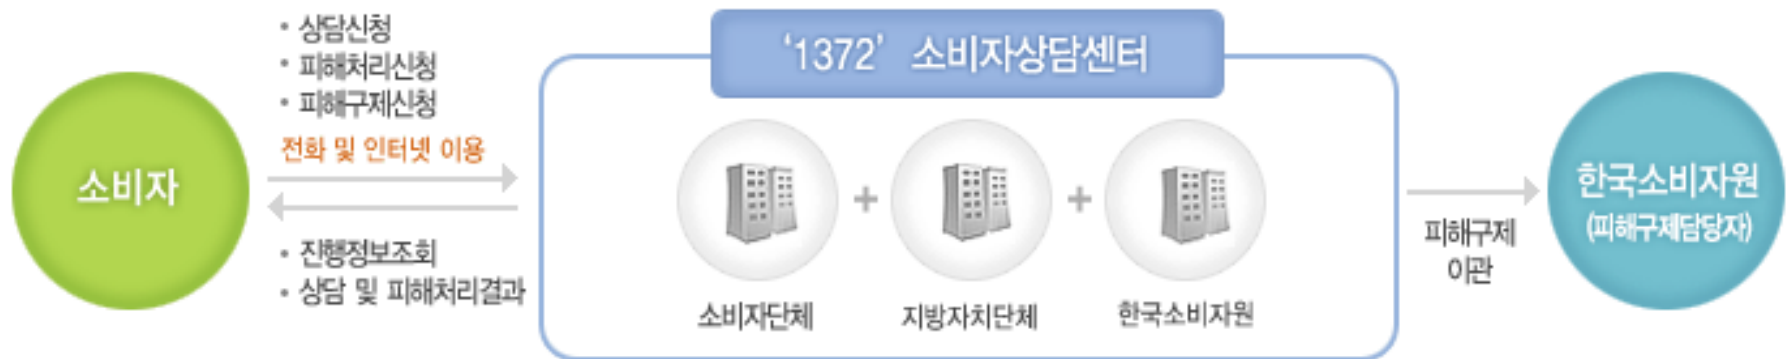 소비자
• 상담신청
• 피해처리신청
• 피해구제신청
전화 및 인터넷 이용
• 진행정보조회
• 상담 및 피해처리결과
‘1372’ 소비자상담센터
소비자단체
+
지방자치단체
+
한국소비자원
피해구제
이관
한국소비자원
(피해구제담당자)